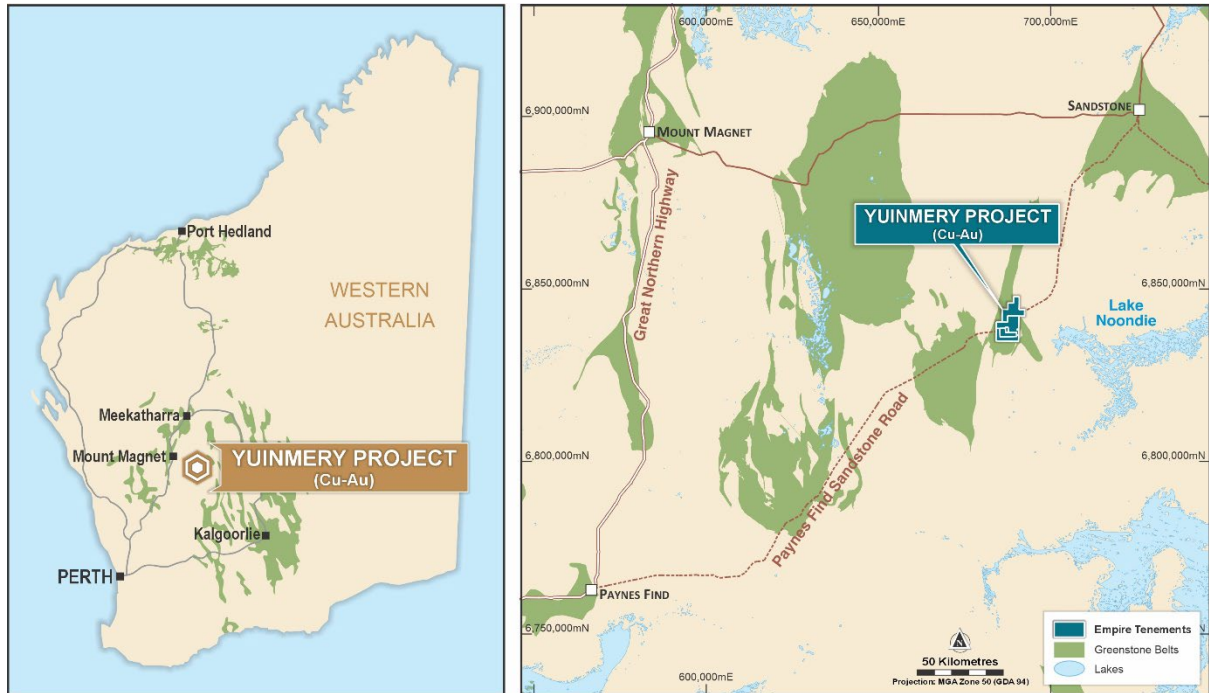 Port Hedland
WESTERN
AUSTRALIA
Meekatharra
Mount Magnet
YUINMERY PROJECT
(Cu-Au)
Kalgoorlie
PERTH
600,000mE
650,000mE
700,000mE
6,900,000mN
6,900,000mN
SANDSTONE
MOUNT MAGNET
Great Northern Highway
YUINMERY PROJECT
(Cu-Au)
6,850,000mN
6,850,000mN
Lake
Noondie
Paynes Find Sandstone Road
6,800,000mN
6,800,000mN
PAYNES FIND
6,750,000mN
600,000mE
N
50 Kilometres
Projection: MGA Zone 50 (GDA 94)
Empire Tenements
Greenstone Belts
Lakes